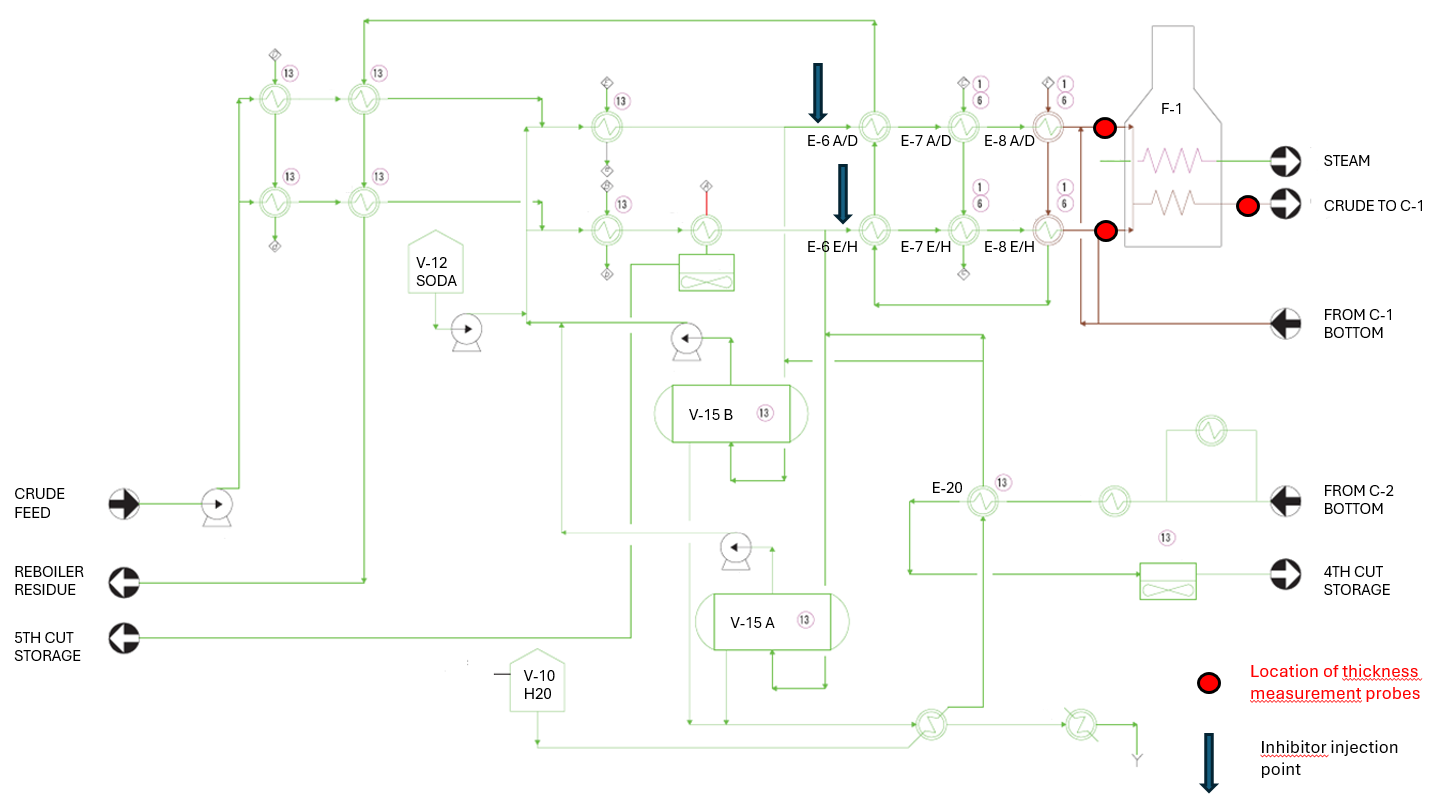 13
13
13
1
6
1
6
F-1
E-6 A/D
E-7 A/D
E-8 A/D
STEAM
13
13
13
A
1
6
1
6
CRUDE TO C-1
E-6 E/H
E-7 E/H
E-8 E/H
V-12
SODA
FROM C-1
BOTTOM
V-15 B
13
CRUDE
FEED
E-20
13
FROM C-2
BOTTOM
13
REBOILER
RESIDUE
4TH CUT
STORAGE
V-15 A
13
5TH CUT
STORAGE
V-10
H20
Location of thickness
measurement probes
Inhibitor injection
point